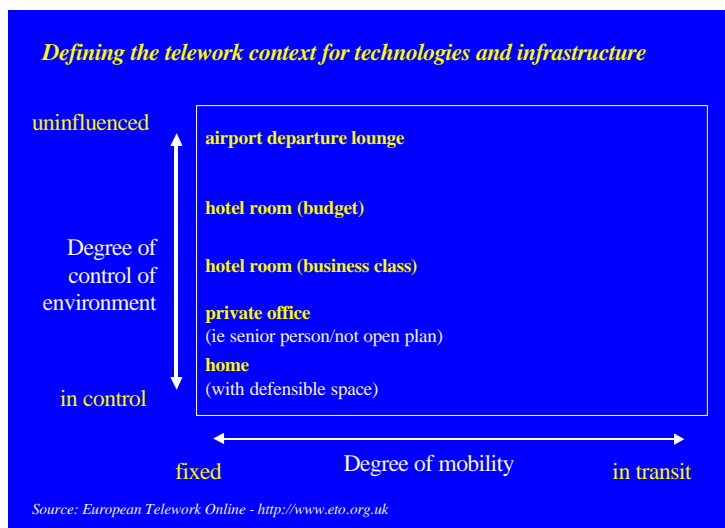 Defining the telework context for technologies and infrastructure
uninfluenced
airport departure lounge
hotel room (budget)
Degree of
control of
environment
hotel room (business class)
private office
(ie senior person/not open plan)
home
(with defensible space)
in control
fixed
Degree of mobility
in transit
Source: European Telework Online - http://www.eto.org.uk